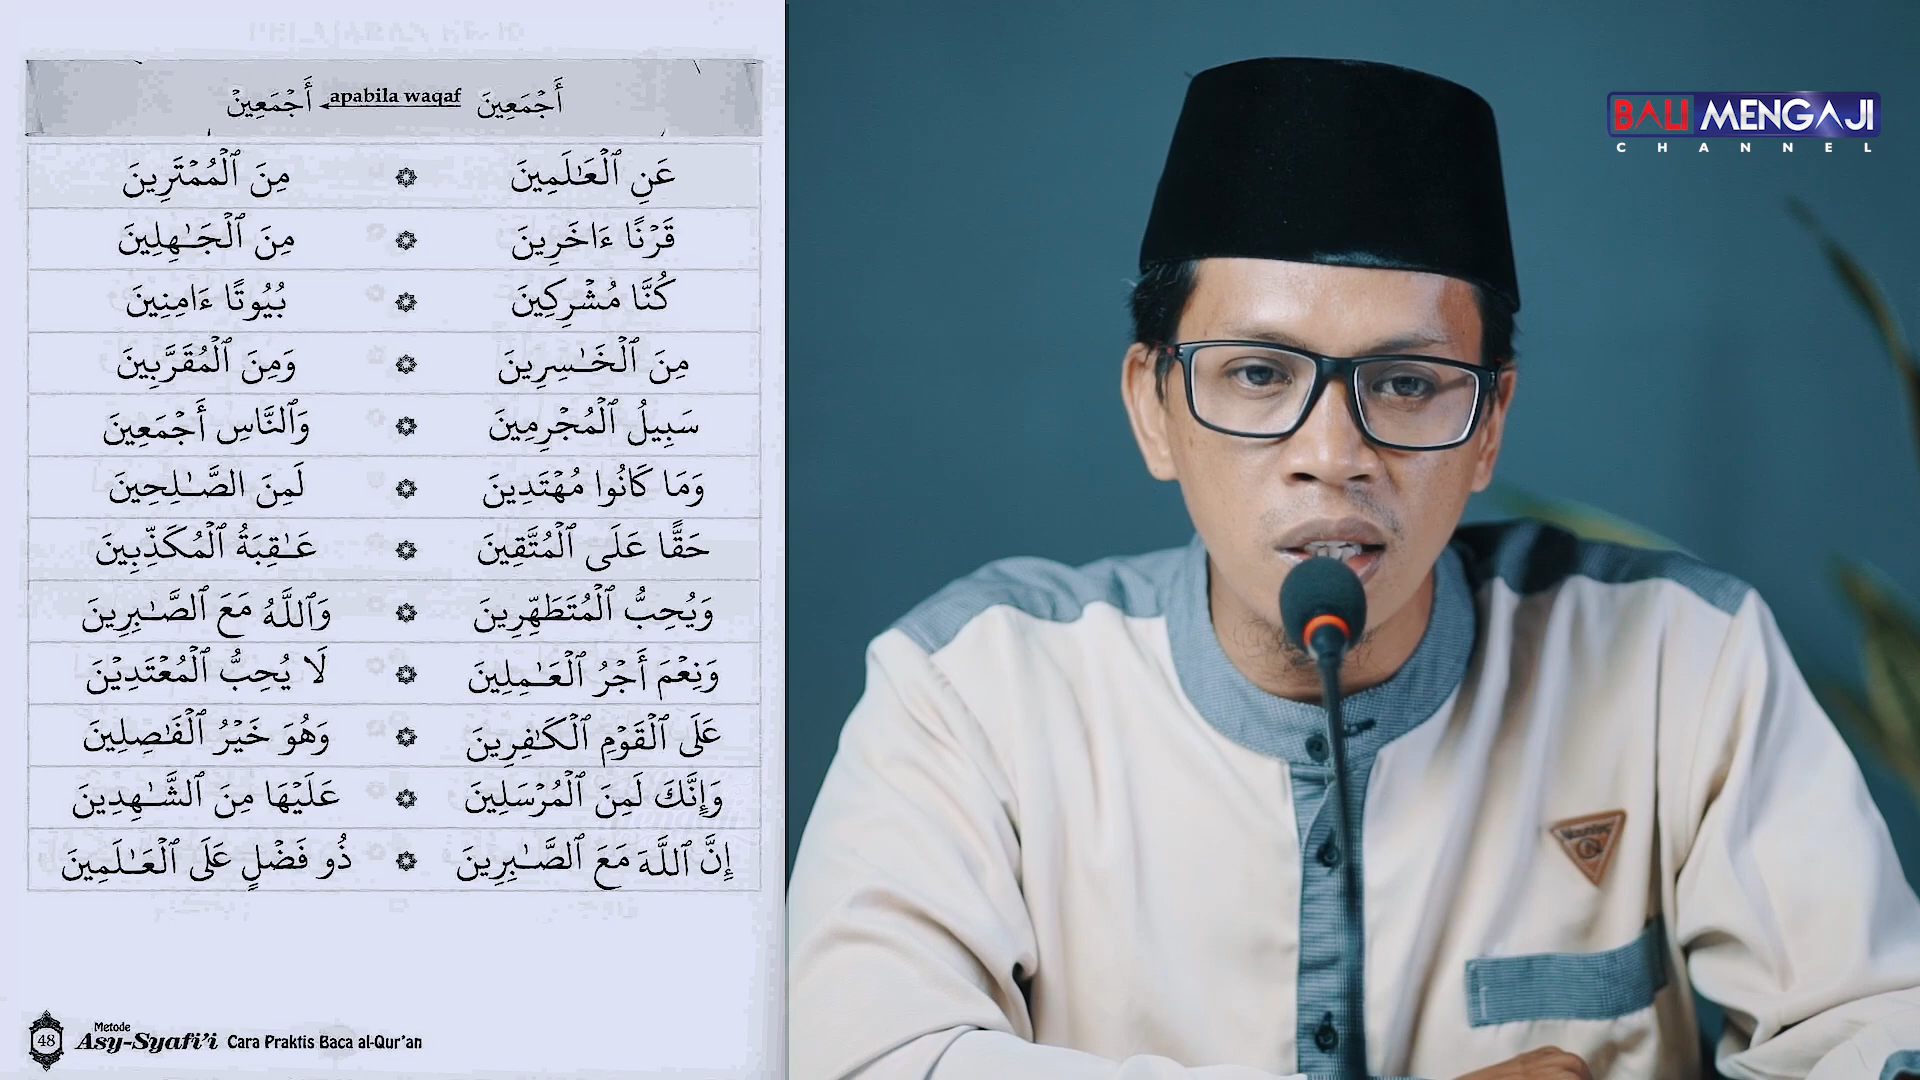 أَجْمَعِينَ apabila waqaf أَجْمَعِينْ
عَنِ ٱلْعَـٰلَمِينَ ۞ مِنَ ٱلْمُمْتَرِينَ
قَرْنًا ءَاخَرِينَ ۞ مِنَ ٱلْجَـٰهِلِينَ
كُنَّا مُشْرِكِينَ ۞ بُيُوتًا ءَامِنِينَ
مِنَ ٱلْخَـٰسِرِينَ ۞ وَمِنَ ٱلْمُقَرَّبِينَ
سَبِيلُ ٱلْمُجْرِمِينَ ۞ وَٱلنَّاسِ أَجْمَعِينَ
وَمَا كَانُوا مُهْتَدِينَ ۞ لَمِنَ الصَّـٰلِحِينَ
حَقًّا عَلَى ٱلْمُتَّقِينَ ۞ عَـٰقِبَةُ ٱلْمُكَذِّبِينَ
وَيُحِبُّ ٱلْمُتَطَهِّرِينَ ۞ وَٱللَّهُ مَعَ ٱلصَّـٰبِرِينَ
وَنِعْمَ أَجْرُ ٱلْعَـٰمِلِينَ ۞ لَا يُحِبُّ ٱلْمُعْتَدِيْنَ
عَلَى ٱلْقَوْمِ ٱلْكَـٰفِرِينَ ۞ وَهُوَ خَيْرُ ٱلْفَـٰصِلِينَ
وَإِنَّكَ لَمِنَ ٱلْمُرْسَلِينَ ۞ عَلَيْهَا مِنَ ٱلشَّـٰهِدِينَ
إِنَّ ٱللَّهَ مَعَ ٱلصَّـٰبِرِينَ ۞ ذُو فَضْلٍ عَلَى ٱلْعَـٰلَمِينَ
48 Metode Asy-Syafi'i Cara Praktis Baca al-Qur'an
BALI MENGAJI
CHANNEL